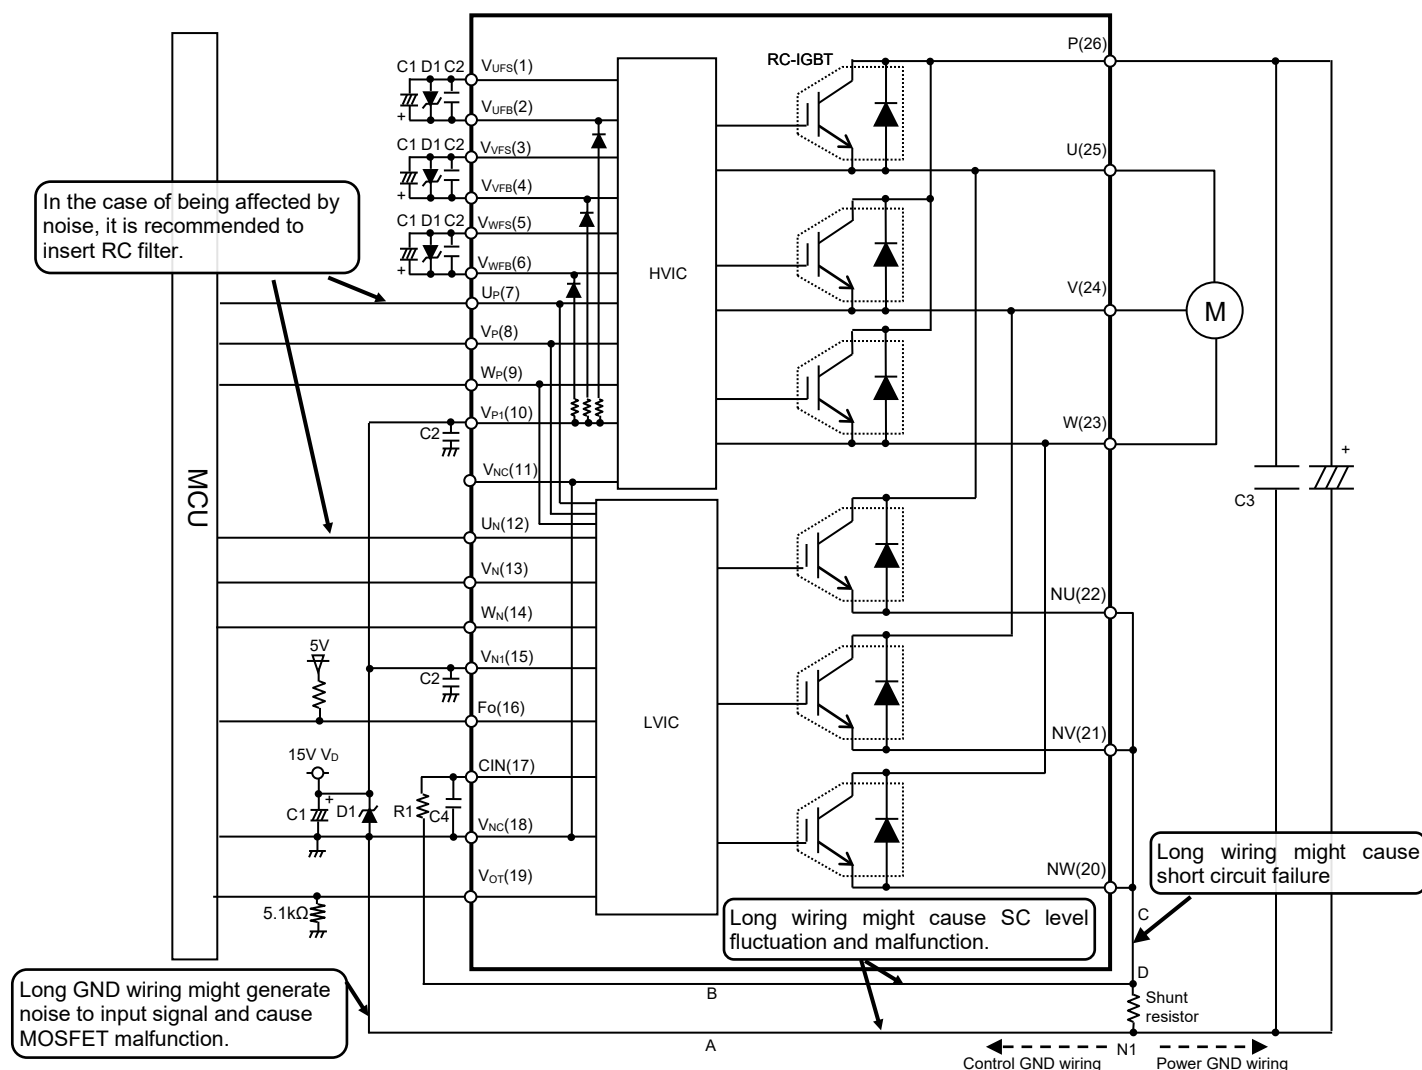 P(26)
RC-IGBT
C1 D1 C2
VUFS(1)
+
VUFB(2)
U(25)
C1 D1 C2
VVFS(3)
+
VVFB(4)
In the case of being affected by
noise, it is recommended to
insert RC filter.
C1 D1 C2
VWFS(5)
+
VWFB(6)
HVIC
UP(7)
V(24)
M
VP(8)
WP(9)
VP1(10)
C2
W(23)
+
C3
VNC(11)
MCU
UN(12)
VN(13)
NU(22)
WN(14)
5V
VN1(15)
C2
Fo(16)
LVIC
NV(21)
15V VD
CIN(17)
+
C1
D1
R1
C4
VNC(18)
Long wiring might cause
short circuit failure
NW(20)
VOT(19)
5.1kΩ
Long wiring might cause SC level
fluctuation and malfunction.
C
D
Long GND wiring might generate
noise to input signal and cause
MOSFET malfunction.
B
Shunt
resistor
A
N1
Control GND wiring
Power GND wiring